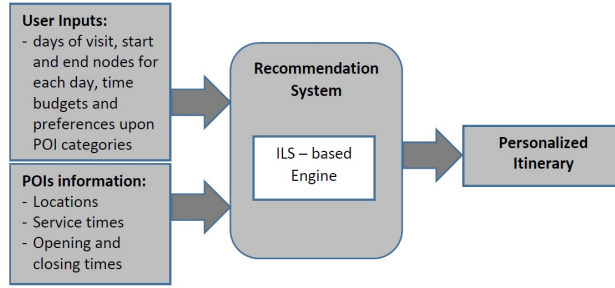 User Inputs:
- days of visit, start
and end nodes for
each day, time
budgets and
preferences upon
POI categories
POIs information:
- Locations
- Service times
- Opening and
closing times
Recommendation
System
ILS – based
Engine
Personalized
Itinerary